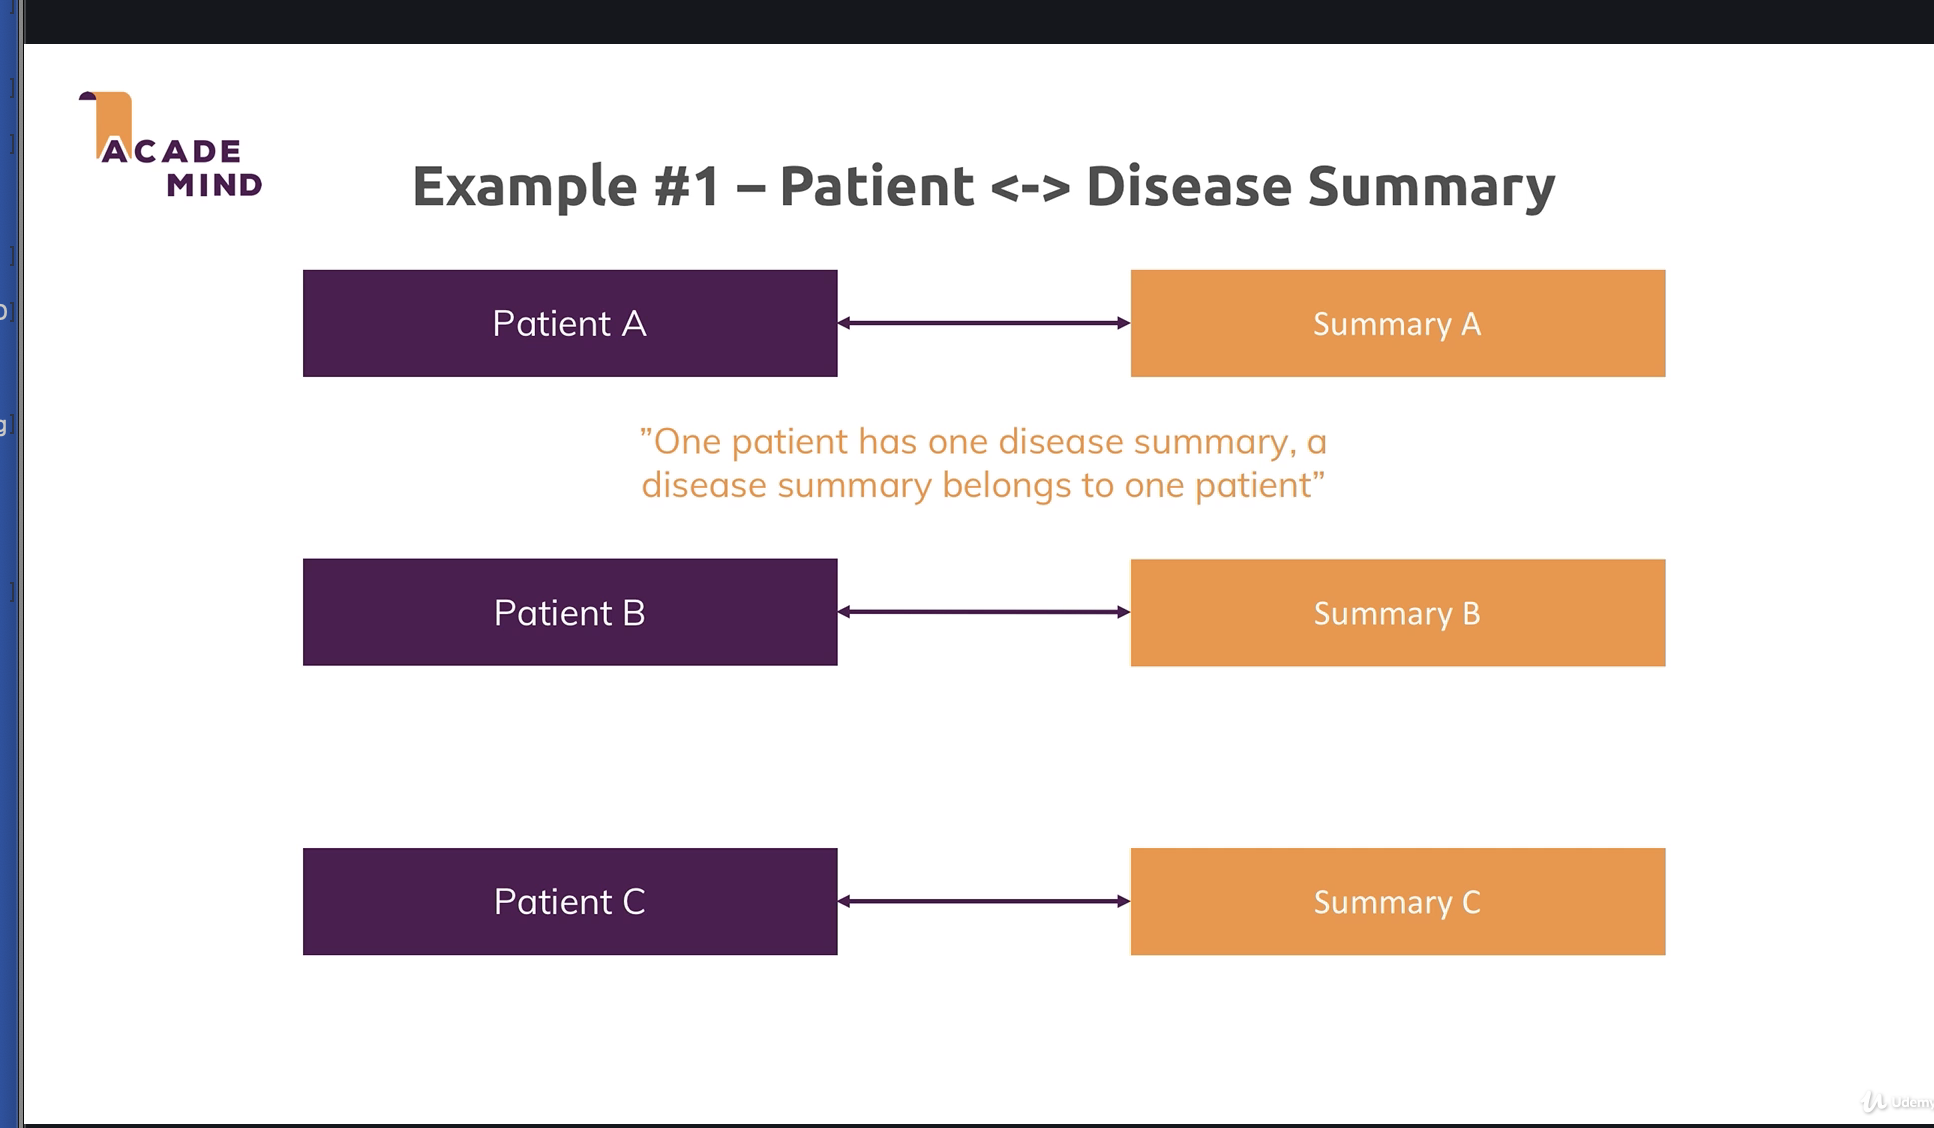 ACADE
MIND
Example #1 – Patient <-> Disease Summary
Patient A
Summary A
”One patient has one disease summary, a
disease summary belongs to one patient”
Patient B
Summary B
Patient C
Summary C
Udemy